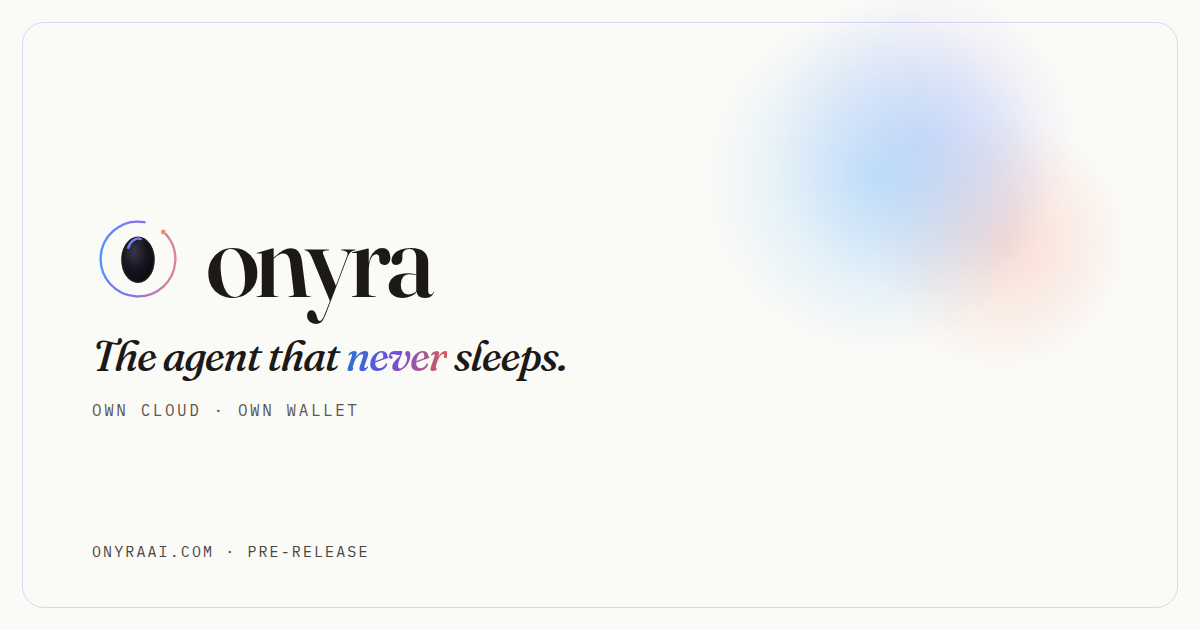 onyra
The agent that never sleeps.
OWN CLOUD · OWN WALLET
ONYRAAI.COM · PRE-RELEASE